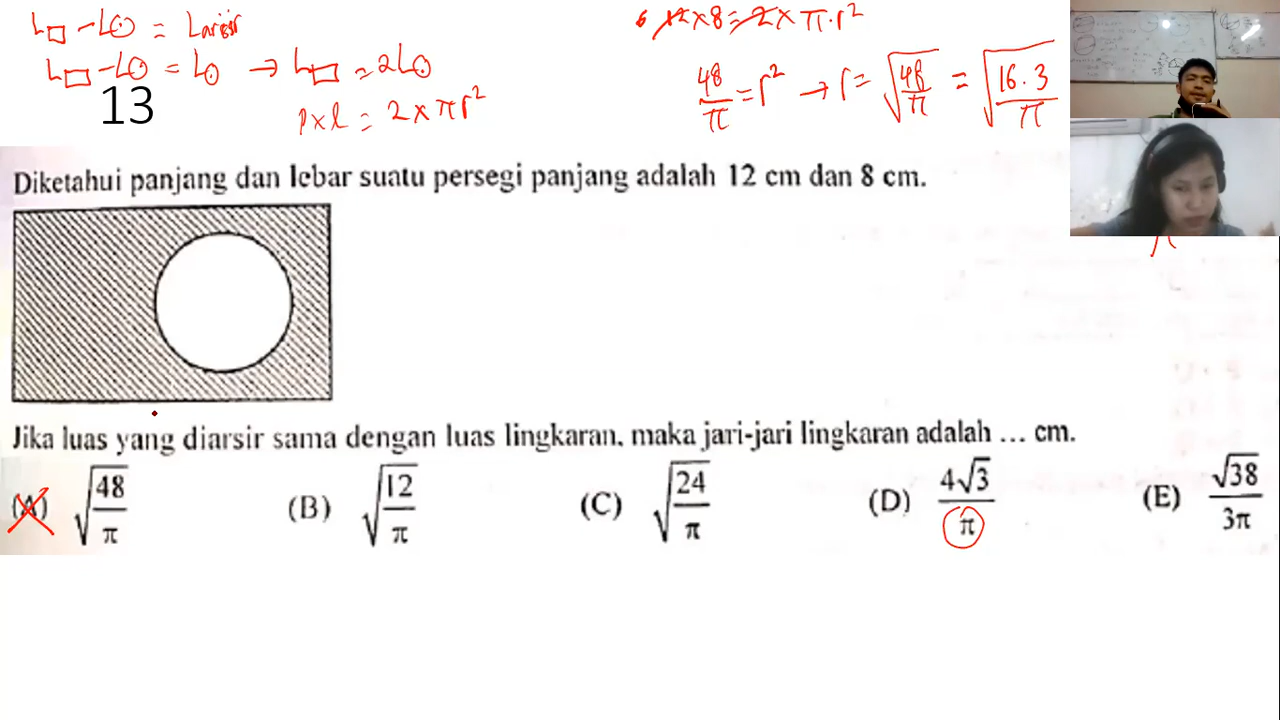 L▭ - L⊙ = Larsir
L▭ - L⊙ = L⊙ → L▭ = 2L⊙
p x l = 2 x πr²
6 12 x 8 = 2 x π.r²
48/π = r² → r = √(48/π) = √(16.3/π)
13
Diketahui panjang dan lebar suatu persegi panjang adalah 12 cm dan 8 cm.
Jika luas yang diarsir sama dengan luas lingkaran, maka jari-jari lingkaran adalah ... cm.
(A) √(48/π) (B) √(12/π) (C) √(24/π) (D) 4√3/π (E) √38/3π